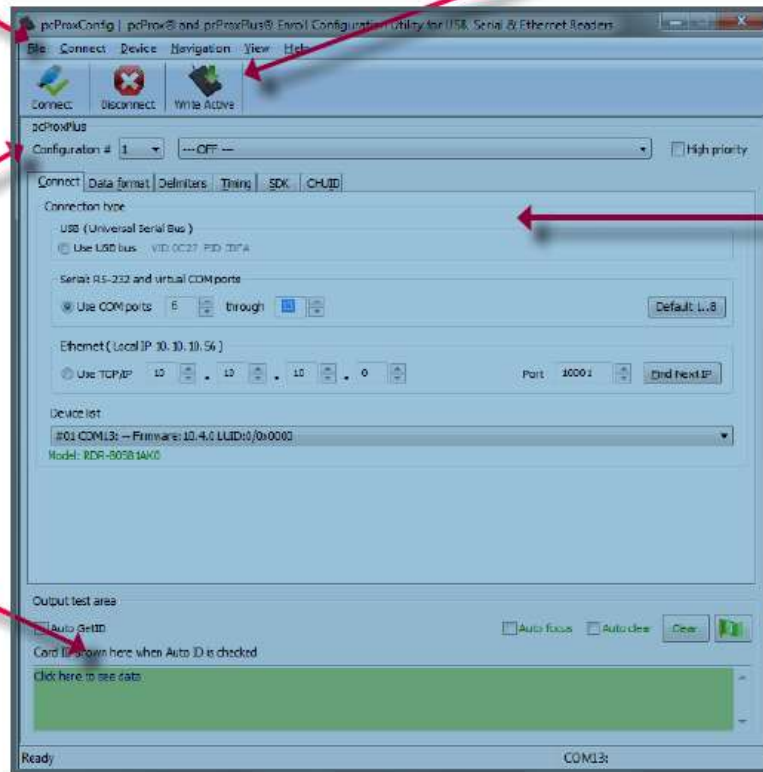 pcProxConfig | pcProx® and pcProxPlus® Enroll Configuration Utility for USB, Serial & Ethernet Readers
File Connect Device Navigation View Help
Connect Disconnect Write Active
pcProxPlus
Configuration # 1 --- OFF --- High priority
Connect Data format Delimiters Timing SDK CHUID
Connection type
USB (Universal Serial Bus)
Use USB bus VID 0C27 PID
Serial: RS-232 and virtual COM ports
Use COM ports 6 through Default 1..8
Ethernet (Local IP 10.10.10.56)
Use TCP/IP 10 . 10 . 10 . 0 Port 10001 Find Next IP
Device list
#01 COM13: -- Firmware: 10.4.0 LUID:0/0x0000
Model: RDR-80581AK0
Output test area
Auto GetID Auto focus Auto clear Clear
Card ID shown here when Auto ID is checked
Click here to see data
Ready COM13: